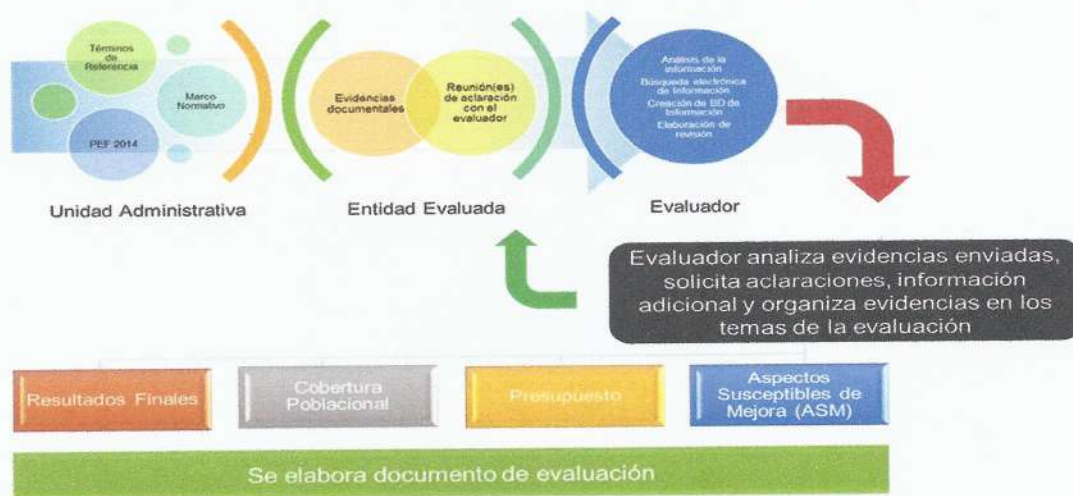 Términos
de
Referencia
Marco
Normativo
PEF 2014
Evidencias
documentales
Reunión(es)
de aclaración
con el
evaluador
Análisis de la
información
Búsqueda electrónica
de Información
Creación de BD de
Información
Elaboración de
revisión
Unidad Administrativa
Entidad Evaluada
Evaluador
Evaluador analiza evidencias enviadas,
solicita aclaraciones, información
adicional y organiza evidencias en los
temas de la evaluación
Resultados Finales
Cobertura
Poblacional
Presupuesto
Aspectos
Susceptibles de
Mejora (ASM)
Se elabora documento de evaluación